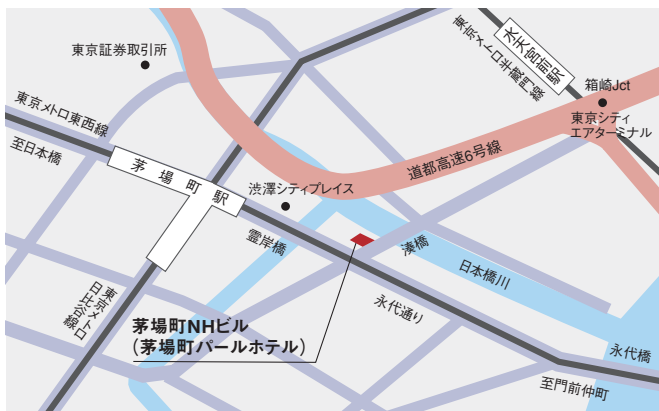 東京証券取引所
東京メトロ東西線
至日本橋
茅場町駅
渋澤シティプレイス
霊岸橋
水天宮前駅
東京メトロ半蔵門線
箱崎Jct
東京シティ
エアターミナル
道都高速6号線
湊橋
日本橋川
永代通り
東京メトロ
日比谷線
茅場町NHビル
(茅場町パールホテル)
永代橋
至門前仲町